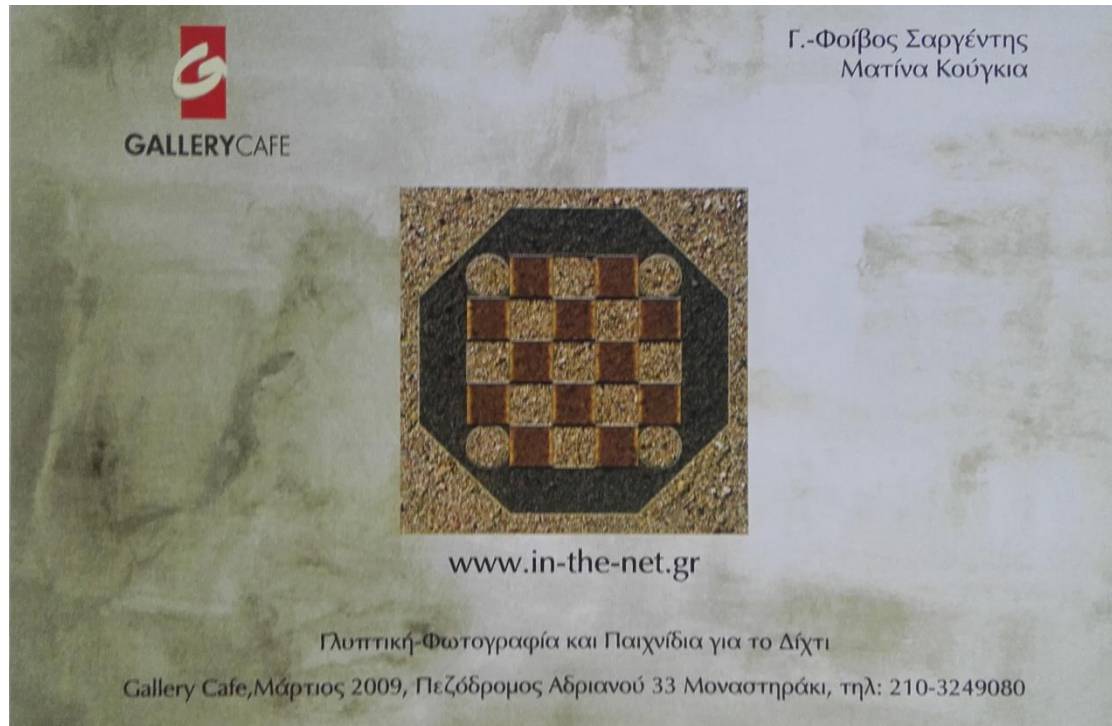 GALLERYCAFE
Γ.-Φοίβος Σαργέντης
Ματίνα Κούγκια
www.in-the-net.gr
Γλυπτική-Φωτογραφία και Παιχνίδια για το Δίχτι
Gallery Cafe,Μάρτιος 2009, Πεζόδρομος Αδριανού 33 Μοναστηράκι, τηλ: 210-3249080